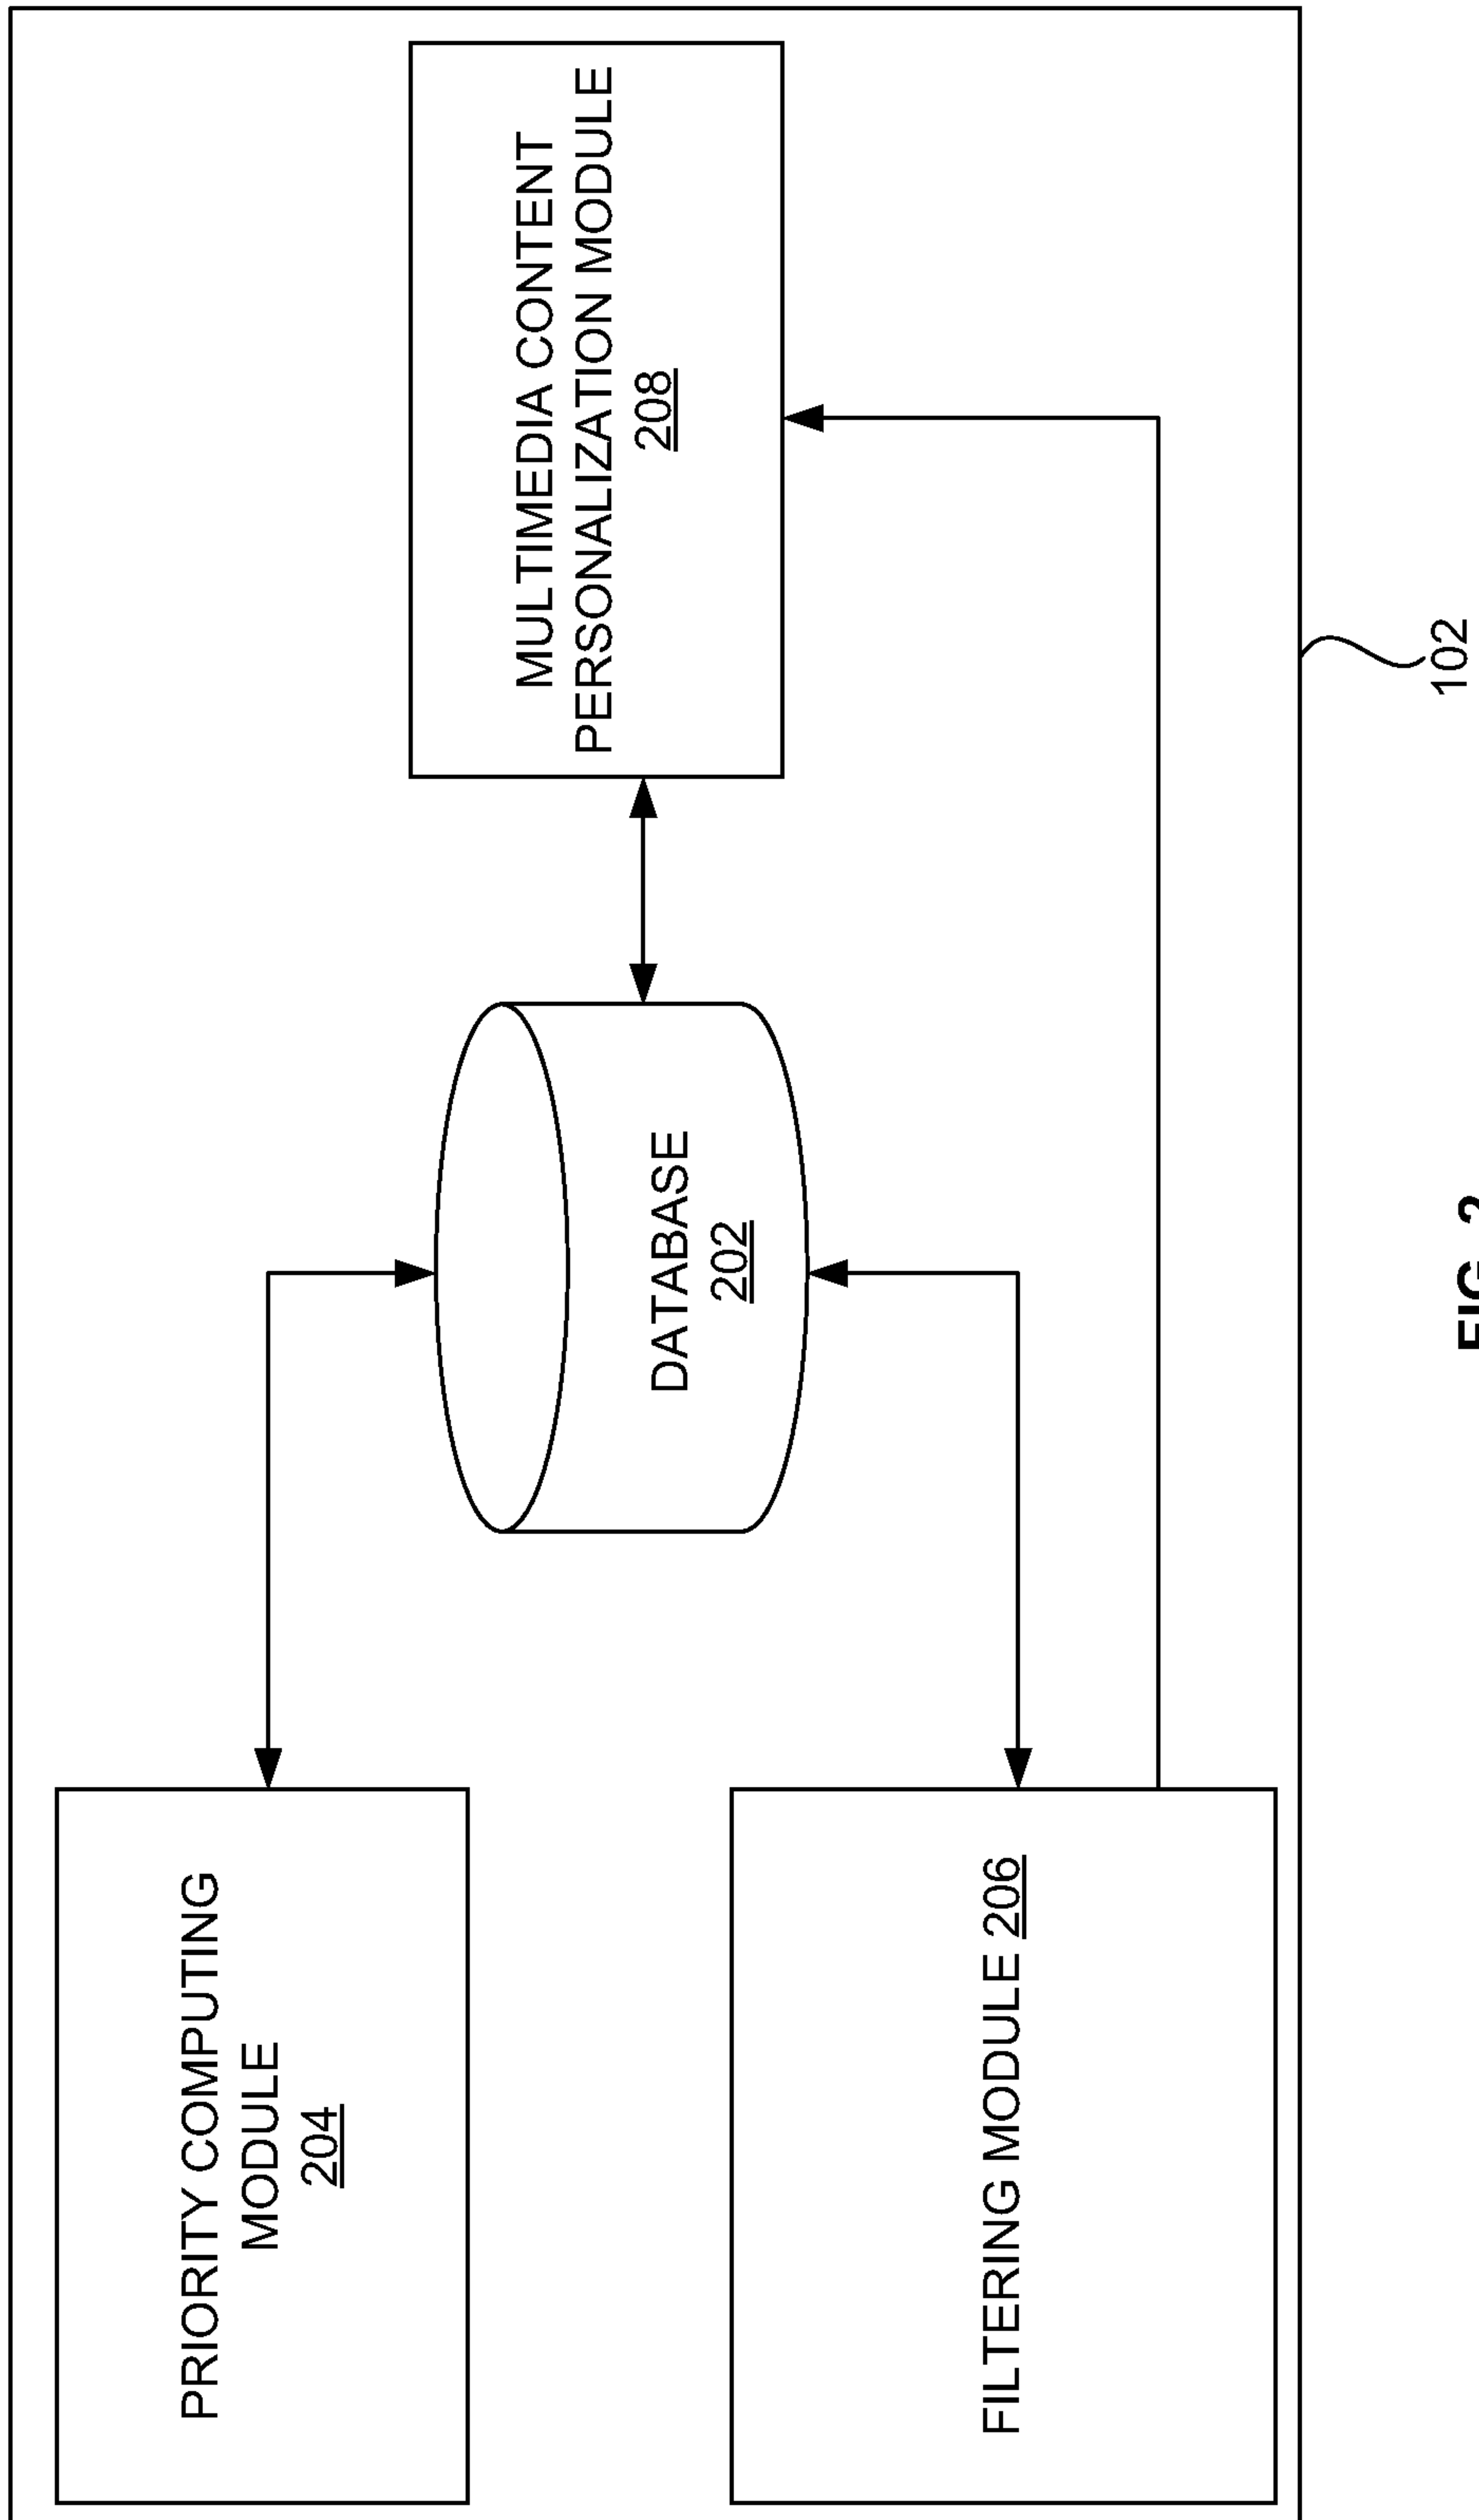 PRIORITY COMPUTING
MODULE
204
DATABASE
202
MULTIMEDIA CONTENT
PERSONALIZATION MODULE
208
FILTERING MODULE 206
102